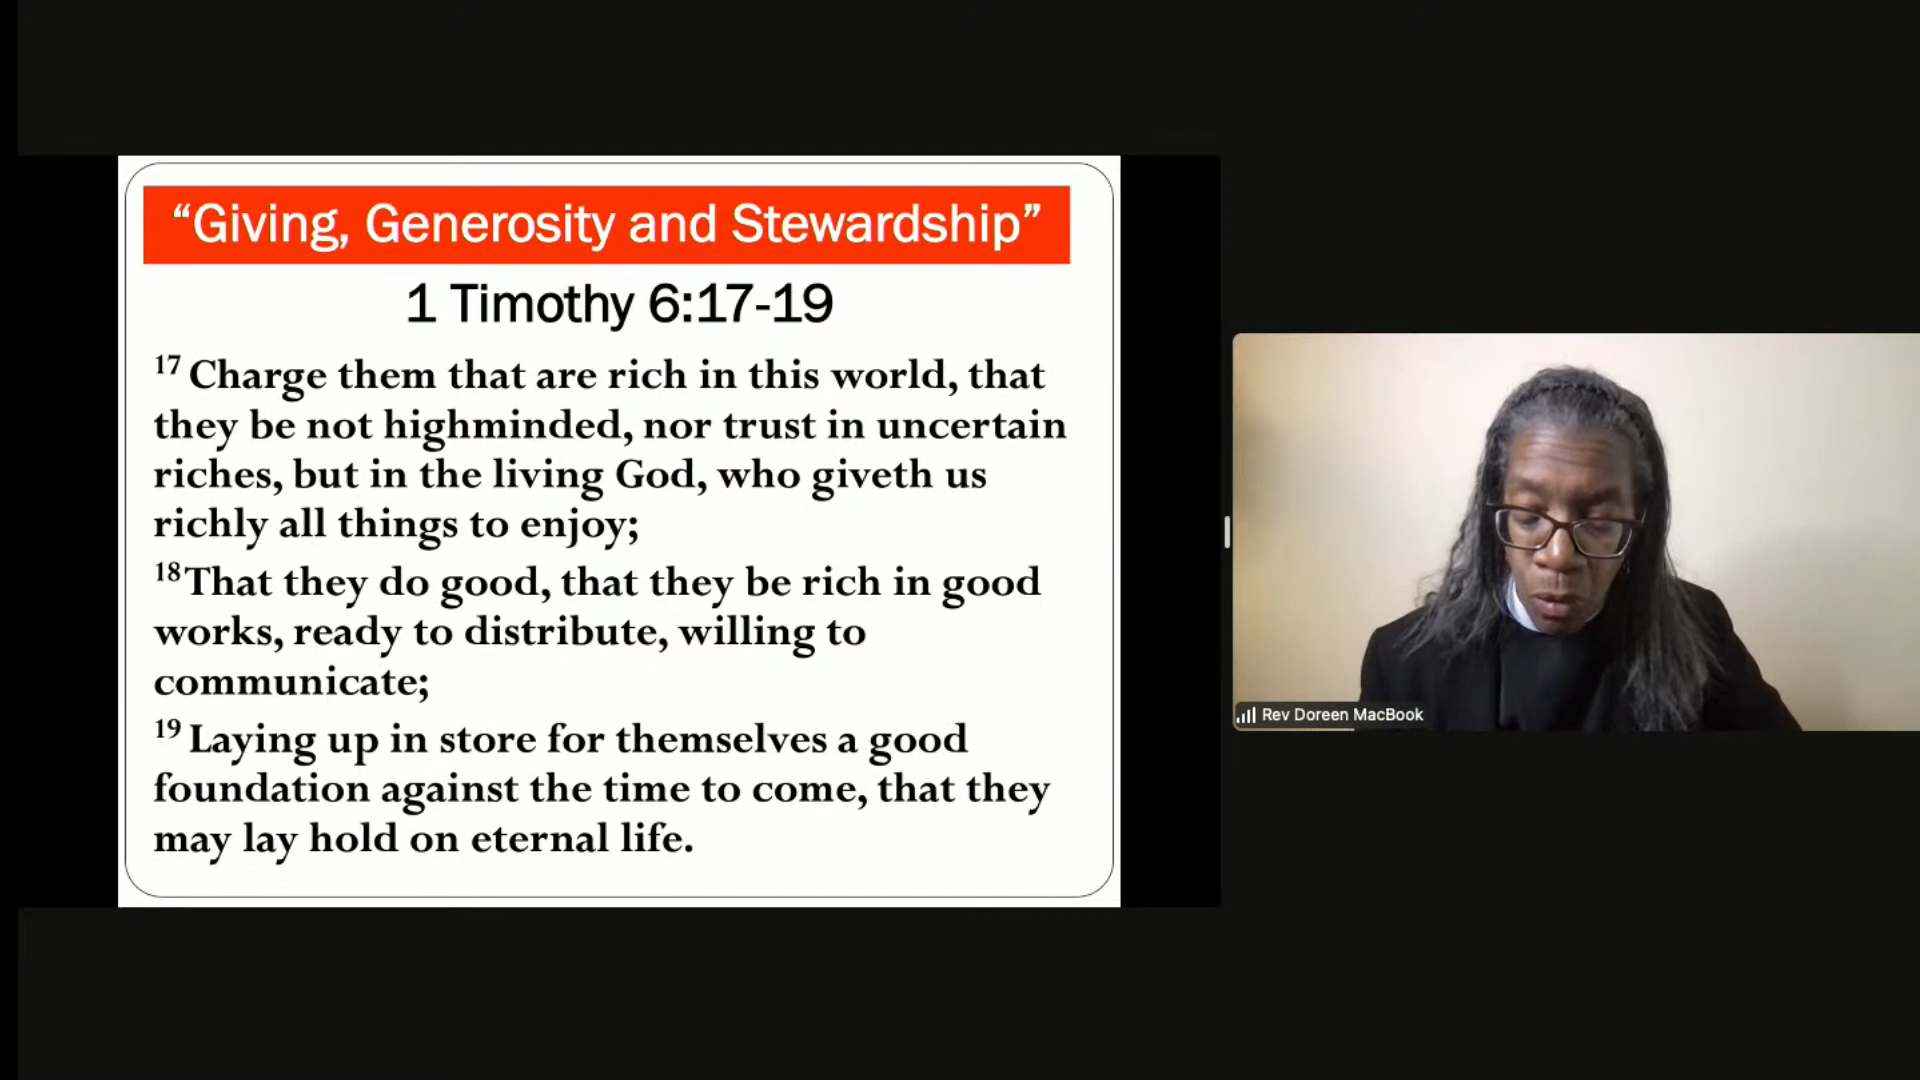 “Giving, Generosity and Stewardship”
1 Timothy 6:17-19
17 Charge them that are rich in this world, that
they be not highminded, nor trust in uncertain
riches, but in the living God, who giveth us
richly all things to enjoy;
18 That they do good, that they be rich in good
works, ready to distribute, willing to
communicate;
19 Laying up in store for themselves a good
foundation against the time to come, that they
may lay hold on eternal life.
Rev Doreen MacBook